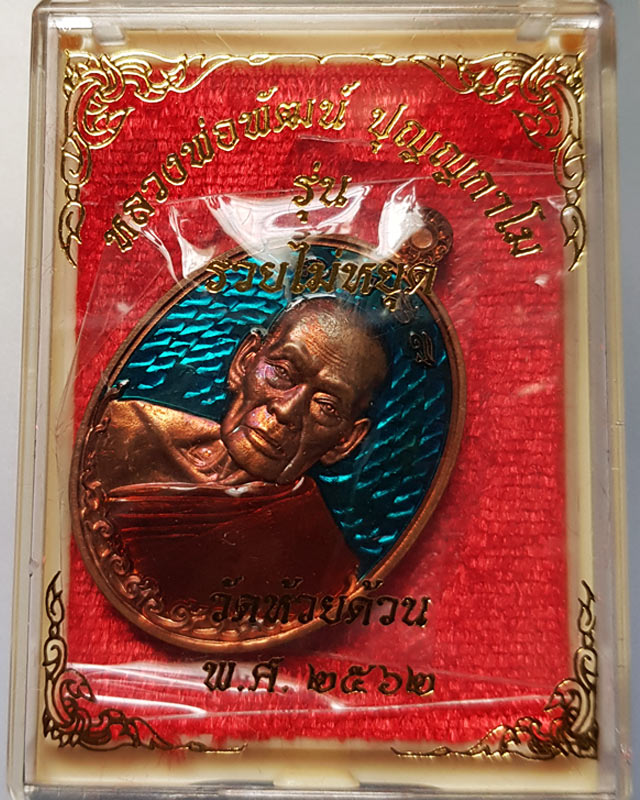 หลวงพ่อพัฒน์ ปุญญกาโม
รุ่น
รวยไม่หยุด
วัดห้วยด้วน
พ.ศ. ๒๕๖๒